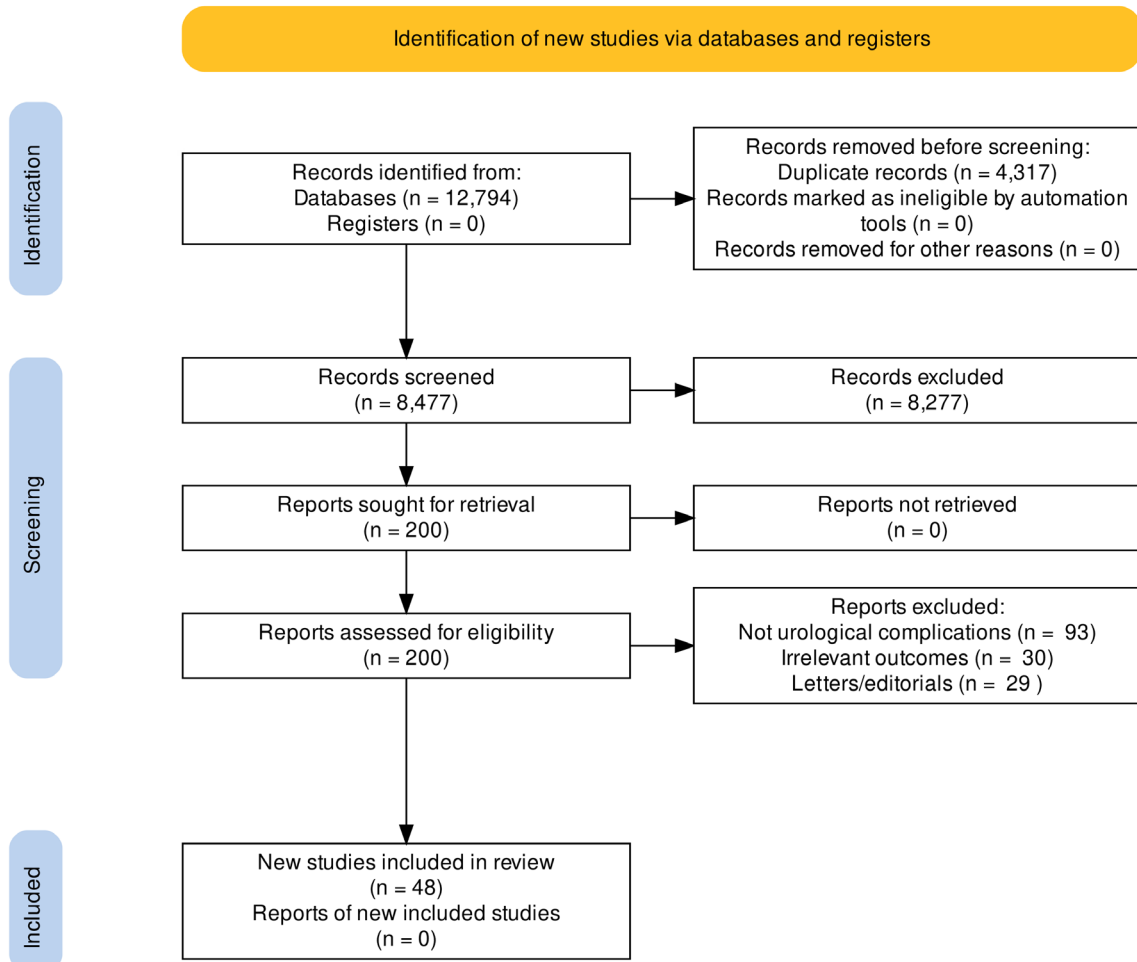 Identification of new studies via databases and registers
Identification
Records identified from:
Databases (n = 12,794)
Registers (n = 0)
Records removed before screening:
Duplicate records (n = 4,317)
Records marked as ineligible by automation
tools (n = 0)
Records removed for other reasons (n = 0)
Screening
Records screened
(n = 8,477)
Records excluded
(n = 8,277)
Reports sought for retrieval
(n = 200)
Reports not retrieved
(n = 0)
Reports assessed for eligibility
(n = 200)
Reports excluded:
Not urological complications (n = 93)
Irrelevant outcomes (n = 30)
Letters/editorials (n = 29 )
Included
New studies included in review
(n = 48)
Reports of new included studies
(n = 0)